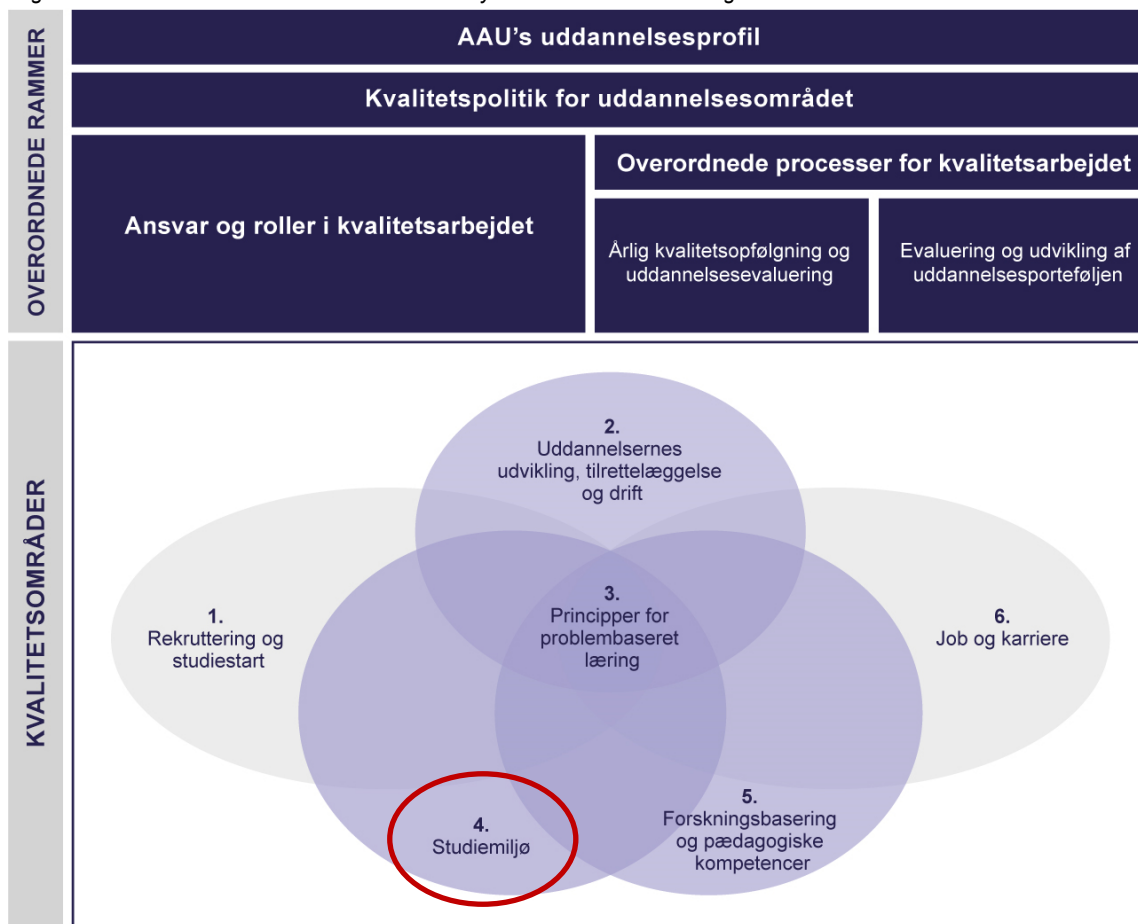 OVERORDNEDE RAMMER
AAU's uddannelsesprofil
Kvalitetspolitik for uddannelsesområdet
Ansvar og roller i kvalitetsarbejdet
Overordnede processer for kvalitetsarbejdet
Årlig kvalitetsopfølgning og
uddannelsesevaluering
Evaluering og udvikling af
uddannelsesporteføljen
KVALITETSOMRÅDER
2.
Uddannelsernes
udvikling, tilrettelæggelse
og drift
1.
Rekruttering og
studiestart
3.
Principper for
problembaseret
læring
6.
Job og karriere
4.
Studiemiljø
5.
Forskningsbasering
og pædagogiske
kompetencer